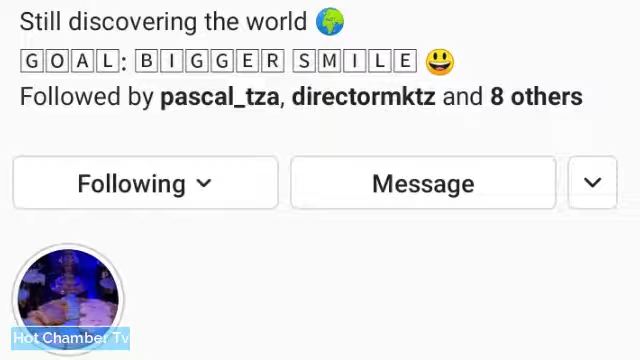 Still discovering the world 🌍
🄶🄾🄰🄻: 🄱🄸🄶🄶🄴🅁 🅂🄼🄸🄻🄴 😃
Followed by pascal_tza, directormktz and 8 others
Following
Message
Hot Chamber Tv